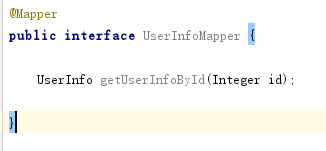 @Mapper
public interface UserInfoMapper {
UserInfo getUserInfoById(Integer id);
}